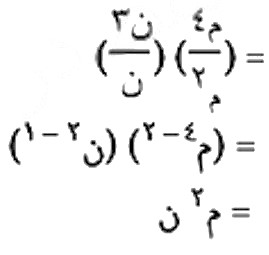 = (م٤/م٢) (ن٣/ن)
= (م٤ − ٢) (ن٢ − ١)
= م٢ ن